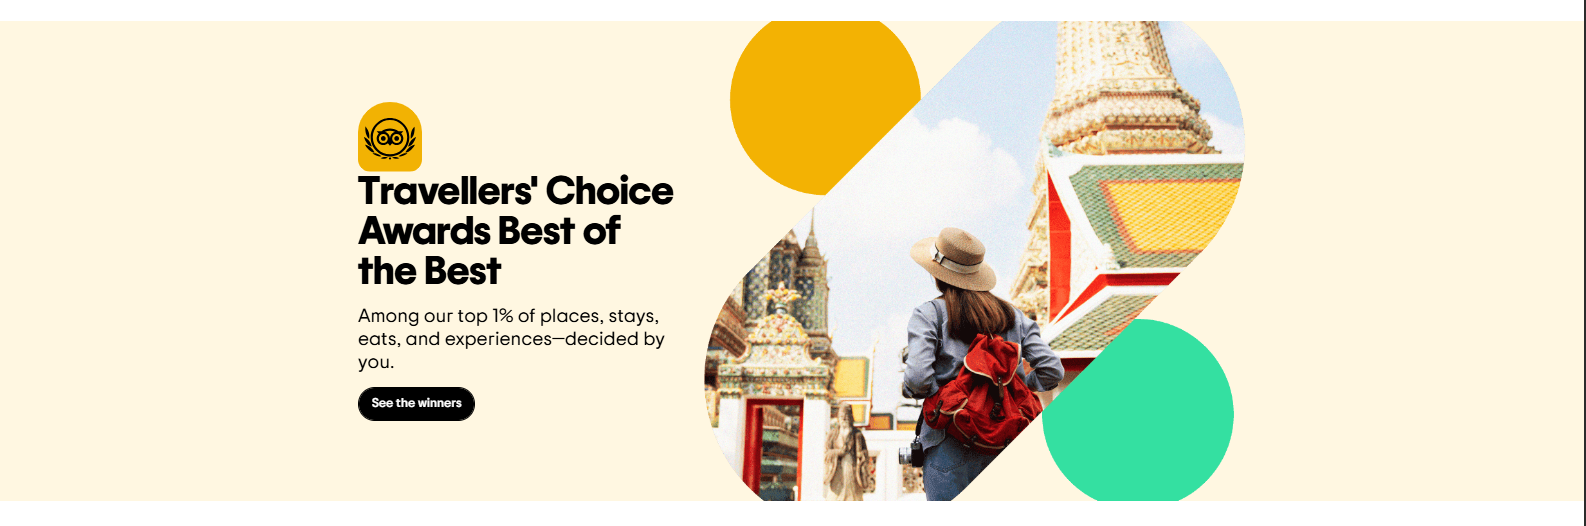 Travellers' Choice
Awards Best of
the Best
Among our top 1% of places, stays,
eats, and experiences—decided by
you.
See the winners